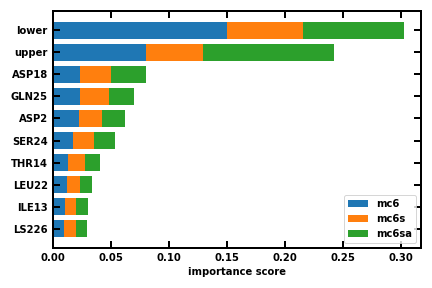 lower
upper
ASP18
GLN25
ASP2
SER24
THR14
LEU22
ILE13
LS226
mc6
mc6s
mc6sa
0.00 0.05 0.10 0.15 0.20 0.25 0.30
importance score